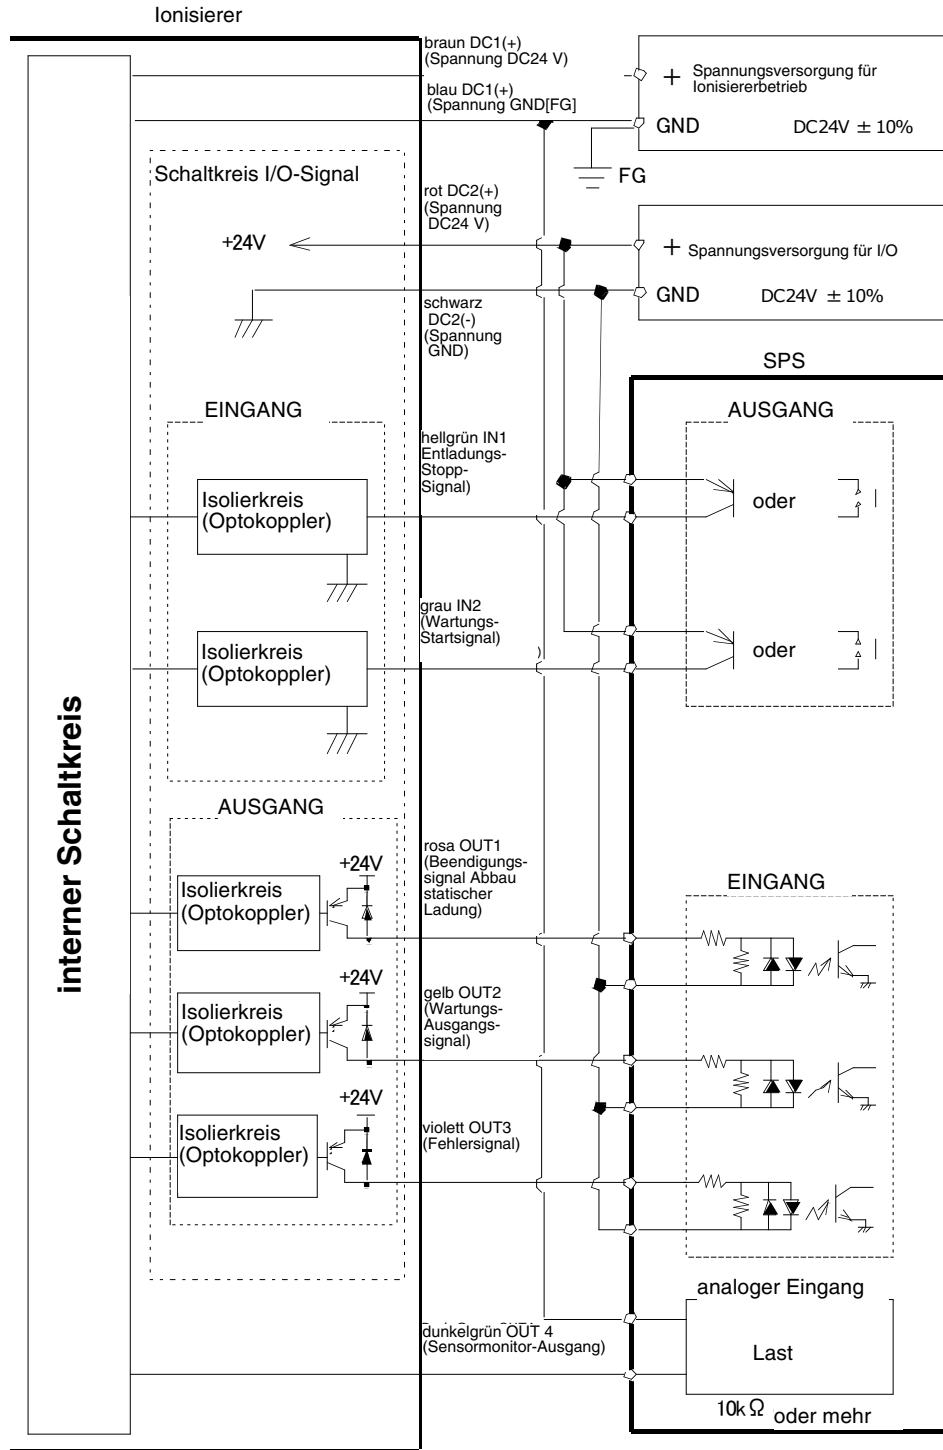 Ionisierer
braun DC1(+)
(Spannung DC24 V)
blau DC1(+)
(Spannung GND[FG]
+ Spannungsversorgung für
Ionisiererbetrieb
GND DC24V ± 10%
FG
Schaltkreis I/O-Signal
rot DC2(+)
(Spannung
DC24 V)
+24V
+ Spannungsversorgung für I/O
GND DC24V ± 10%
schwarz
DC2(-)
(Spannung
GND)
SPS
EINGANG
AUSGANG
hellgrün IN1
Entladungs-
Stopp-
Signal)
Isolierkreis
(Optokoppler)
oder
grau IN2
(Wartungs-
Startsignal)
Isolierkreis
(Optokoppler)
oder
interner Schaltkreis
AUSGANG
rosa OUT1
(Beendigungs-
signal Abbau
statischer
Ladung)
+24V
Isolierkreis
(Optokoppler)
EINGANG
+24V
gelb OUT2
(Wartungs-
Ausgangs-
signal)
Isolierkreis
(Optokoppler)
+24V
violett OUT3
(Fehlersignal)
Isolierkreis
(Optokoppler)
analoger Eingang
dunkelgrün OUT 4
(Sensormonitor-Ausgang)
Last
10kΩ oder mehr